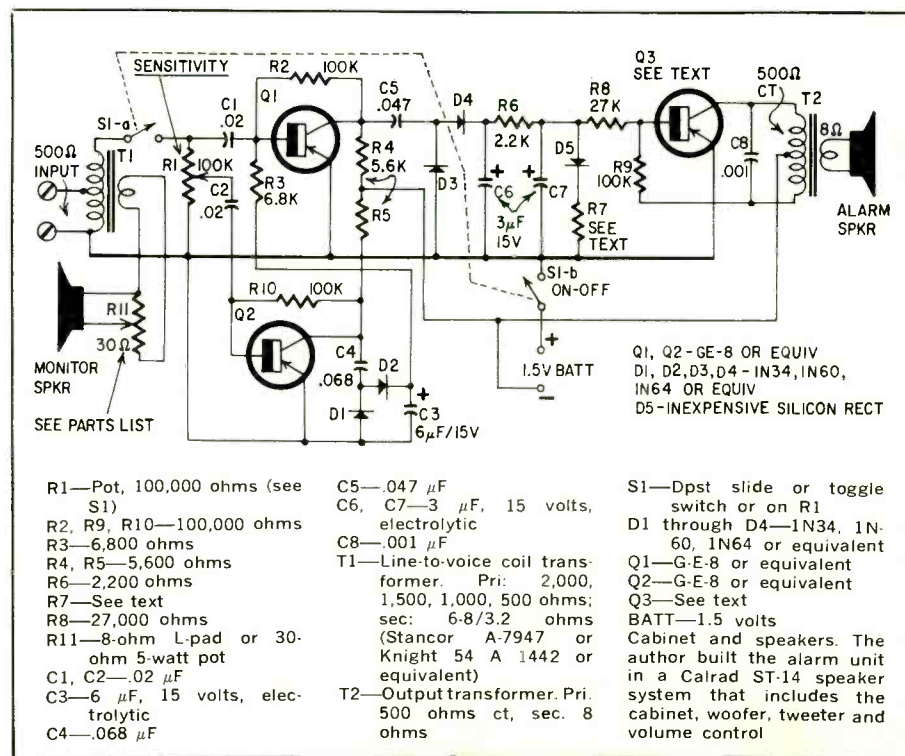 SENSITIVITY
S1-a
500Ω
INPUT
T1
R1
100K
C1
.02
C2
.02
R2
100K
Q1
R3
6.8K
R4
5.6K
R5
C5
.047
D4
D3
R6
2.2K
C6
C7
3μF
15V
D5
R7
SEE
TEXT
R8
27K
R9
100K
Q3
SEE TEXT
C8
.001
500Ω
CT
T2
8Ω
ALARM
SPKR
R11
30Ω
MONITOR
SPKR
SEE PARTS LIST
R10
100K
Q2
C4
.068
D2
D1
C3
6μF/15V
S1-b
ON-OFF
1.5V BATT
Q1, Q2-GE-8 OR EQUIV
D1, D2,D3,D4-IN34,IN60,
IN64 OR EQUIV
D5-INEXPENSIVE SILICON RECT
R1—Pot, 100,000 ohms (see
S1)
R2, R9, R10—100,000 ohms
R3—6,800 ohms
R4, R5—5,600 ohms
R6—2,200 ohms
R7—See text
R8—27,000 ohms
R11—8-ohm L-pad or 30-
ohm 5-watt pot
C1, C2—.02 μF
C3—6 μF, 15 volts, elec-
trolytic
C4—.068 μF
C5—.047 μF
C6, C7—3 μF, 15 volts,
electrolytic
C8—.001 μF
T1—Line-to-voice coil trans-
former. Pri: 2,000,
1,500, 1,000, 500 ohms;
sec: 6-8/3.2 ohms
(Stancor A-7947 or
Knight 54 A 1442 or
equivalent)
T2—Output transformer. Pri.
500 ohms ct, sec. 8
ohms
S1—Dpst slide or toggle
switch or on R1
D1 through D4—1N34, 1N-
60, 1N64 or equivalent
Q1—G-E-8 or equivalent
Q2—G-E-8 or equivalent
Q3—See text
BATT—1.5 volts
Cabinet and speakers. The
author built the alarm unit
in a Calrad ST-14 speaker
system that includes the
cabinet, woofer, tweeter and
volume control